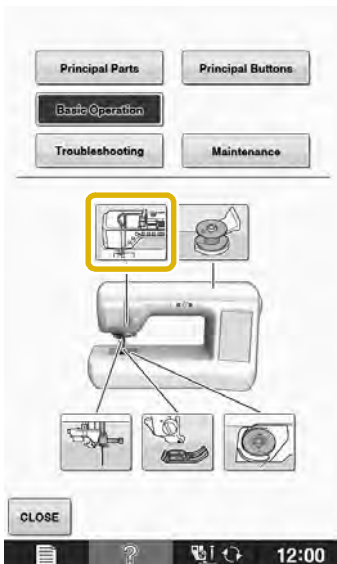 Principal Parts
Principal Buttons
Basic Operation
Troubleshooting
Maintenance
CLOSE
?
12:00